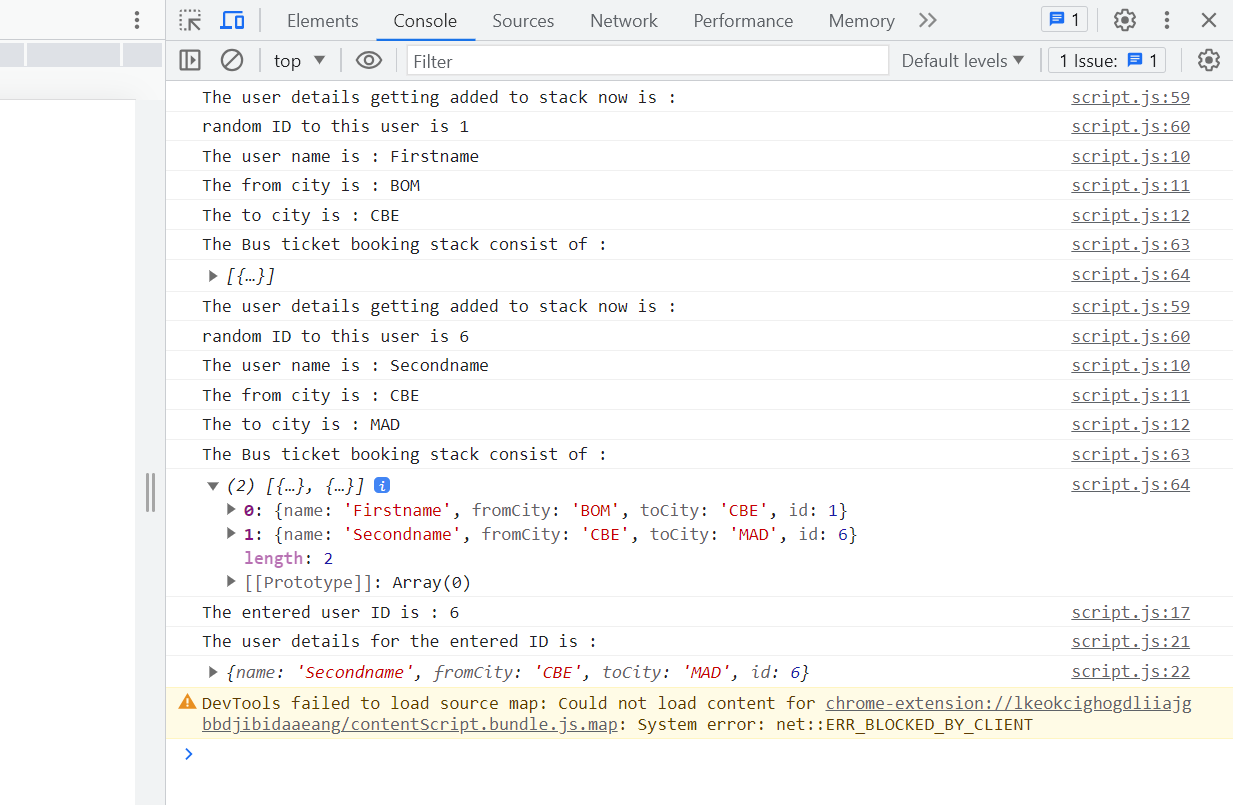 Elements Console Sources Network Performance Memory 1
top Filter Default levels 1 Issue: 1
The user details getting added to stack now is : script.js:59
random ID to this user is 1 script.js:60
The user name is : Firstname script.js:10
The from city is : BOM script.js:11
The to city is : CBE script.js:12
The Bus ticket booking stack consist of : script.js:63
[{…}] script.js:64
The user details getting added to stack now is : script.js:59
random ID to this user is 6 script.js:60
The user name is : Secondname script.js:10
The from city is : CBE script.js:11
The to city is : MAD script.js:12
The Bus ticket booking stack consist of : script.js:63
(2) [{…}, {…}] i script.js:64
0: {name: 'Firstname', fromCity: 'BOM', toCity: 'CBE', id: 1}
1: {name: 'Secondname', fromCity: 'CBE', toCity: 'MAD', id: 6}
length: 2
[[Prototype]]: Array(0)
The entered user ID is : 6 script.js:17
The user details for the entered ID is : script.js:21
{name: 'Secondname', fromCity: 'CBE', toCity: 'MAD', id: 6} script.js:22
DevTools failed to load source map: Could not load content for chrome-extension://lkeokcighogdliiajg
bbdjibidaaeang/contentScript.bundle.js.map: System error: net::ERR_BLOCKED_BY_CLIENT